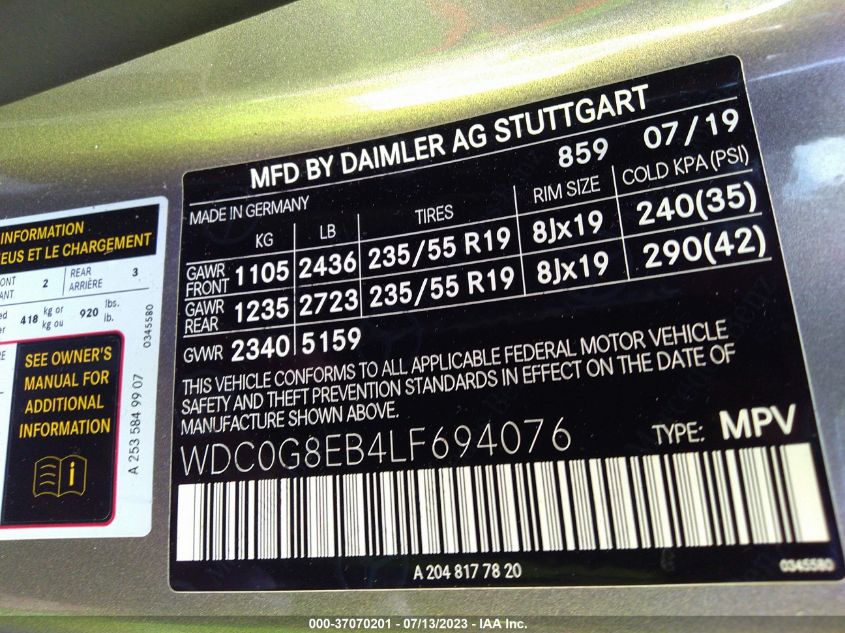 INFORMATION
EUS ET LE CHARGEMENT
2
REAR
ARRIÈRE
3
418 kg or
kg ou
920 lbs.
lb.
0345580
SEE OWNER'S
MANUAL FOR
ADDITIONAL
INFORMATION
A 253 584 99 07
MFD BY DAIMLER AG STUTTGART
859 07/19
MADE IN GERMANY
KG LB TIRES RIM SIZE COLD KPA (PSI)
GAWR
FRONT 1105 2436 235/55 R19 8Jx19 240(35)
GAWR
REAR 1235 2723 235/55 R19 8Jx19 290(42)
GVWR 2340 5159
THIS VEHICLE CONFORMS TO ALL APPLICABLE FEDERAL MOTOR VEHICLE
SAFETY AND THEFT PREVENTION STANDARDS IN EFFECT ON THE DATE OF
MANUFACTURE SHOWN ABOVE.
WDC0G8EB4LF694076 TYPE: MPV
A 204 817 78 20
0345580
000-37070201 - 07/13/2023 - IAA Inc.